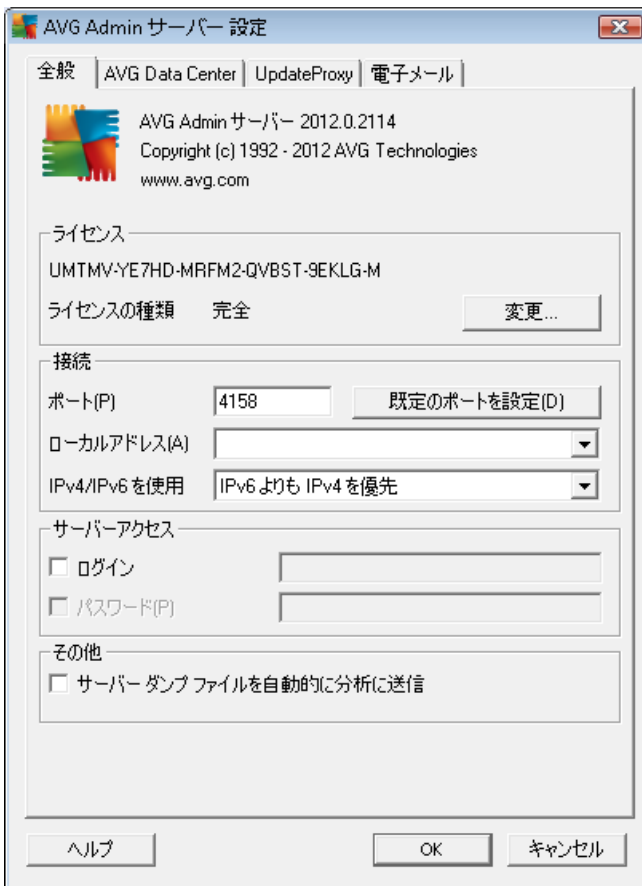 AVG Admin サーバー 設定
全般 AVG Data Center UpdateProxy 電子メール
AVG Admin サーバー 2012.0.2114
Copyright (c) 1992 - 2012 AVG Technologies
www.avg.com
ライセンス
UMTMV-YE7HD-MRFM2-QVBST-9EKLG-M
ライセンスの種類 完全 変更...
接続
ポート(P) 4158 既定のポートを設定(D)
ローカルアドレス(A)
IPv4/IPv6 を使用 IPv6 よりも IPv4 を優先
サーバーアクセス
ログイン
パスワード(P)
その他
サーバー ダンプ ファイルを自動的に分析に送信
ヘルプ OK キャンセル